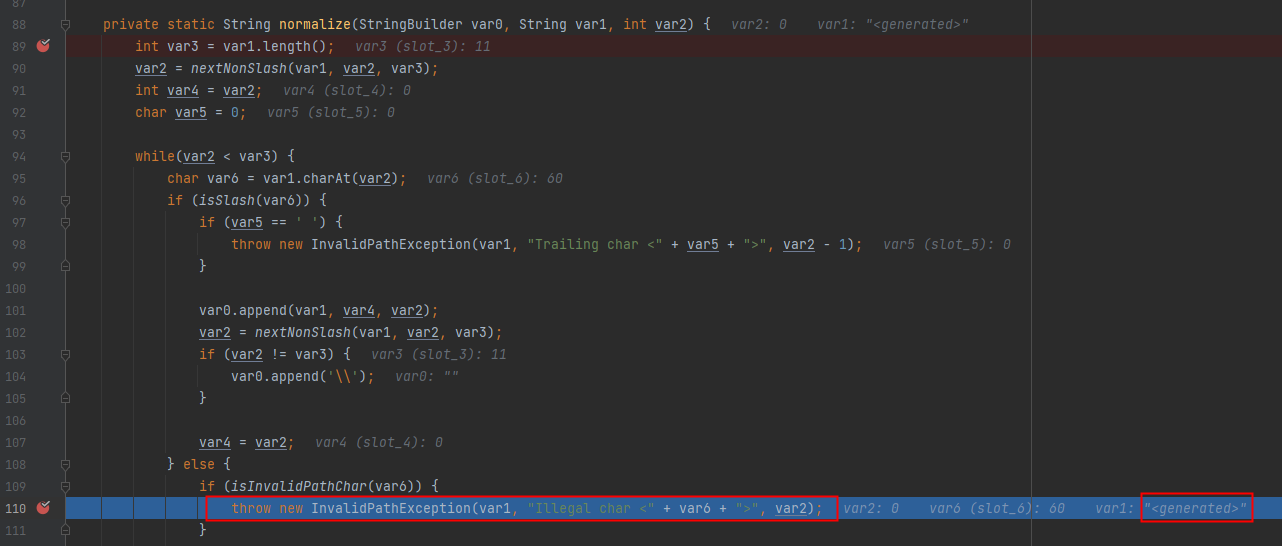 87
88 private static String normalize(StringBuilder var0, String var1, int var2) { var2: 0 var1: "<generated>"
89 int var3 = var1.length(); var3 (slot_3): 11
90 var2 = nextNonSlash(var1, var2, var3);
91 int var4 = var2; var4 (slot_4): 0
92 char var5 = 0; var5 (slot_5): 0
93
94 while(var2 < var3) {
95 char var6 = var1.charAt(var2); var6 (slot_6): 60
96 if (isSlash(var6)) {
97 if (var5 == ' ') {
98 throw new InvalidPathException(var1, "Trailing char <" + var5 + ">", var2 - 1); var5 (slot_5): 0
99 }
100
101 var0.append(var1, var4, var2);
102 var2 = nextNonSlash(var1, var2, var3);
103 if (var2 != var3) { var3 (slot_3): 11
104 var0.append('\\'); var0: ""
105 }
106
107 var4 = var2; var4 (slot_4): 0
108 } else {
109 if (isInvalidPathChar(var6)) {
110 throw new InvalidPathException(var1, "Illegal char <" + var6 + ">", var2); var2: 0 var6 (slot_6): 60 var1: "<generated>"
111 }